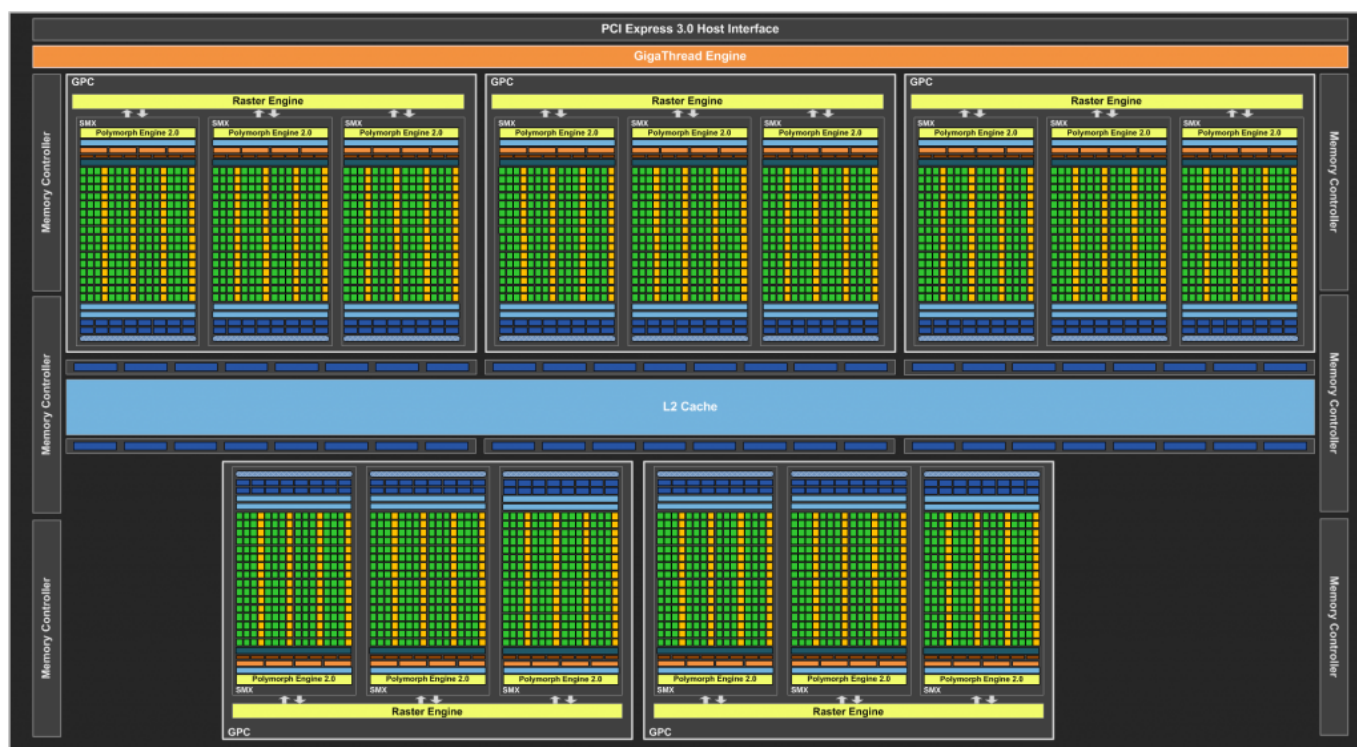 PCI Express 3.0 Host Interface
GigaThread Engine
GPC
GPC
GPC
Raster Engine
Raster Engine
Raster Engine
SMX
SMX
SMX
SMX
SMX
SMX
SMX
SMX
SMX
Polymorph Engine 2.0
Polymorph Engine 2.0
Polymorph Engine 2.0
Polymorph Engine 2.0
Polymorph Engine 2.0
Polymorph Engine 2.0
Polymorph Engine 2.0
Polymorph Engine 2.0
Polymorph Engine 2.0
Memory Controller
Memory Controller
Memory Controller
Memory Controller
L2 Cache
Memory Controller
Memory Controller
Polymorph Engine 2.0
Polymorph Engine 2.0
Polymorph Engine 2.0
Polymorph Engine 2.0
Polymorph Engine 2.0
Polymorph Engine 2.0
SMX
SMX
SMX
SMX
SMX
SMX
Raster Engine
Raster Engine
GPC
GPC